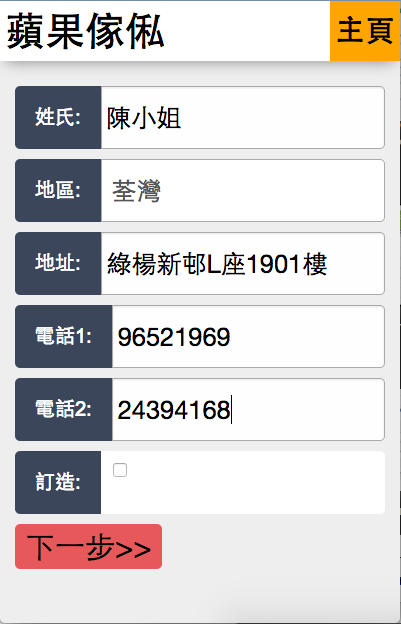 蘋果傢俬 主頁
姓氏: 陳小姐
地區: 荃灣
地址: 綠楊新邨L座1901樓
電話1: 96521969
電話2: 24394168
訂造:
下一步>>